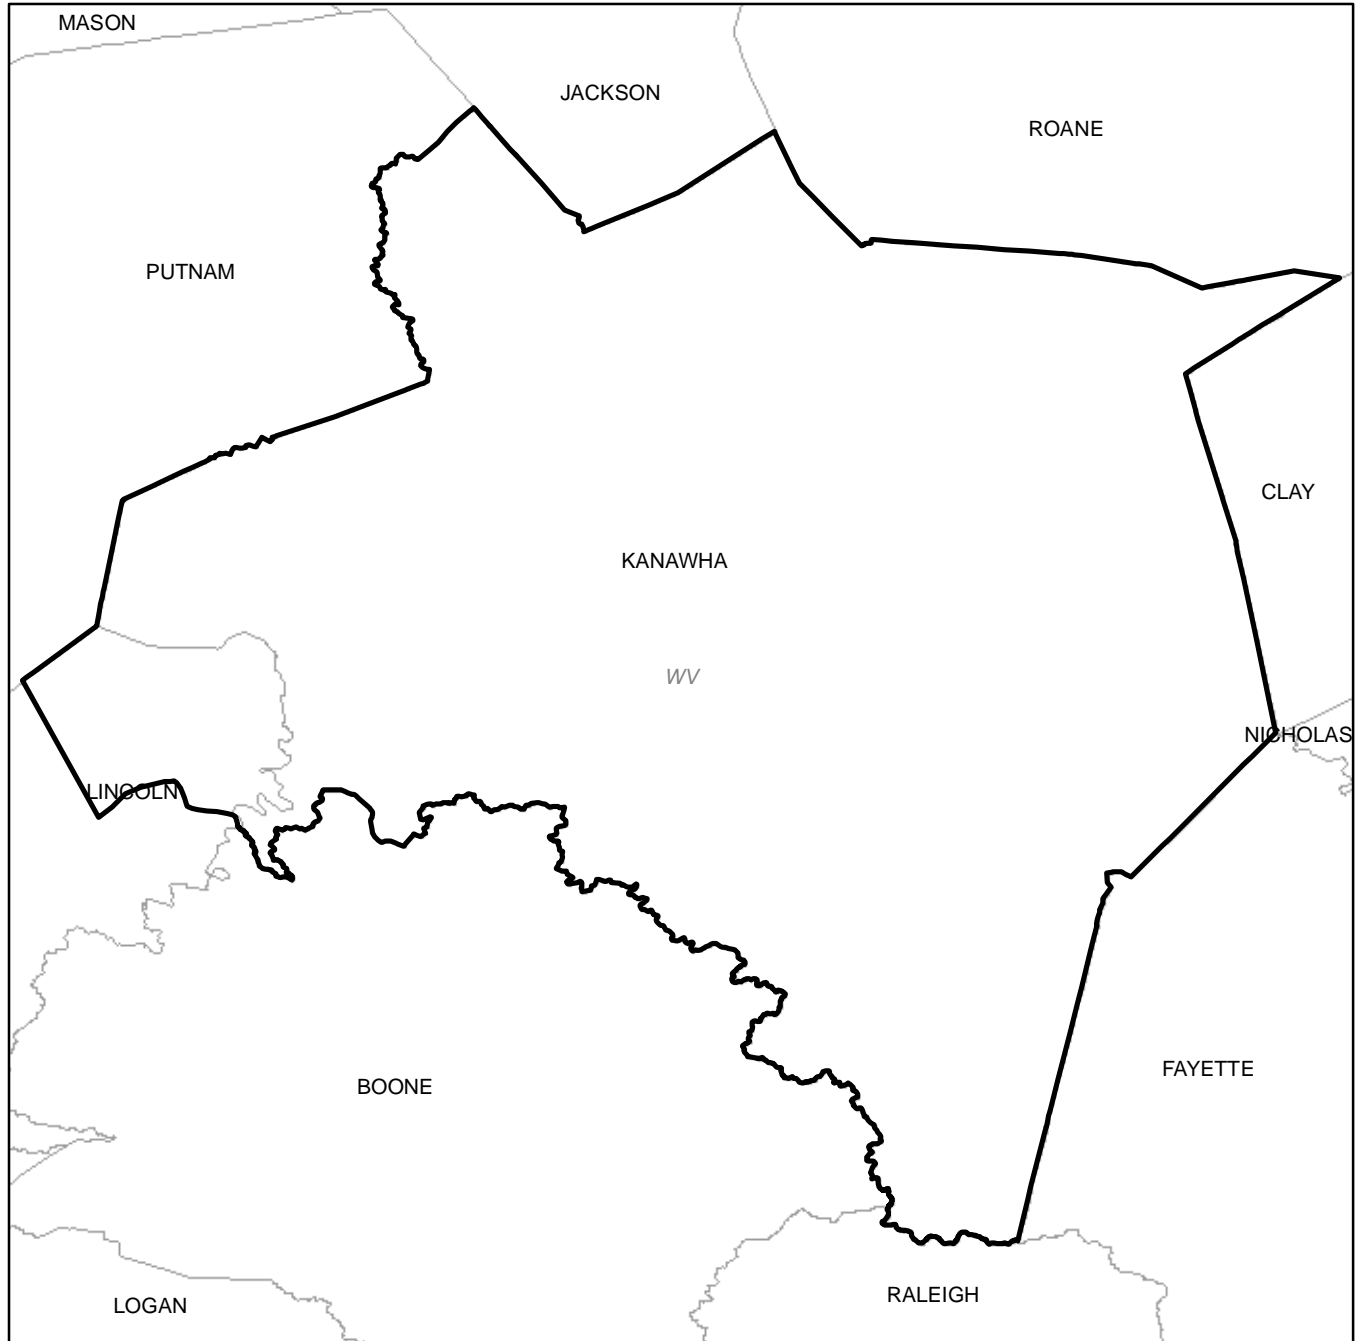 MASON
JACKSON
ROANE
PUTNAM
CLAY
KANAWHA
WV
NICHOLAS
LINCOLN
FAYETTE
BOONE
RALEIGH
LOGAN